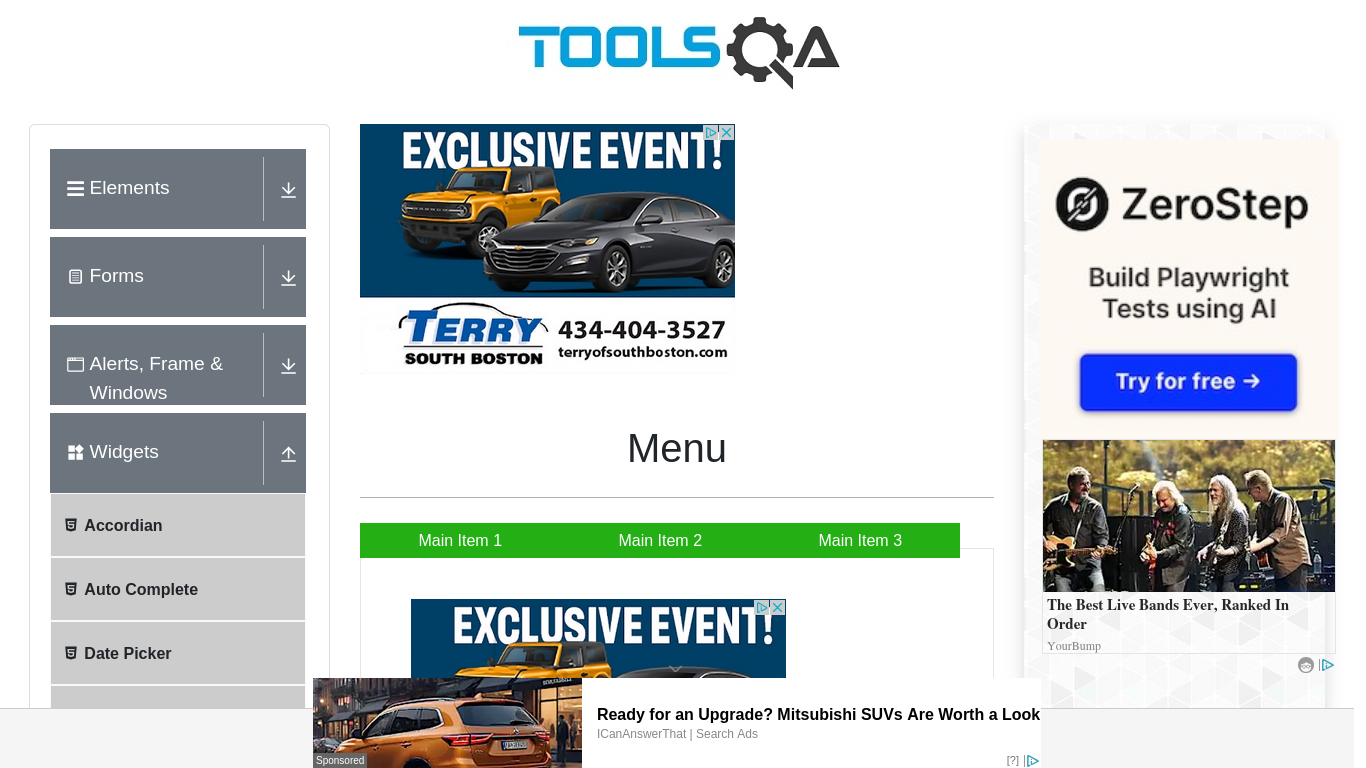 TOOLSQA
Elements
Forms
Alerts, Frame &
Windows
Widgets
Accordian
Auto Complete
Date Picker
EXCLUSIVE EVENT!
TERRY
SOUTH BOSTON
434-404-3527
terryofsouthboston.com
Menu
Main Item 1
Main Item 2
Main Item 3
EXCLUSIVE EVENT!
ZeroStep
Build Playwright
Tests using AI
Try for free →
The Best Live Bands Ever, Ranked In
Order
YourBump
Sponsored
Ready for an Upgrade? Mitsubishi SUVs Are Worth a Look
ICanAnswerThat | Search Ads
[?]